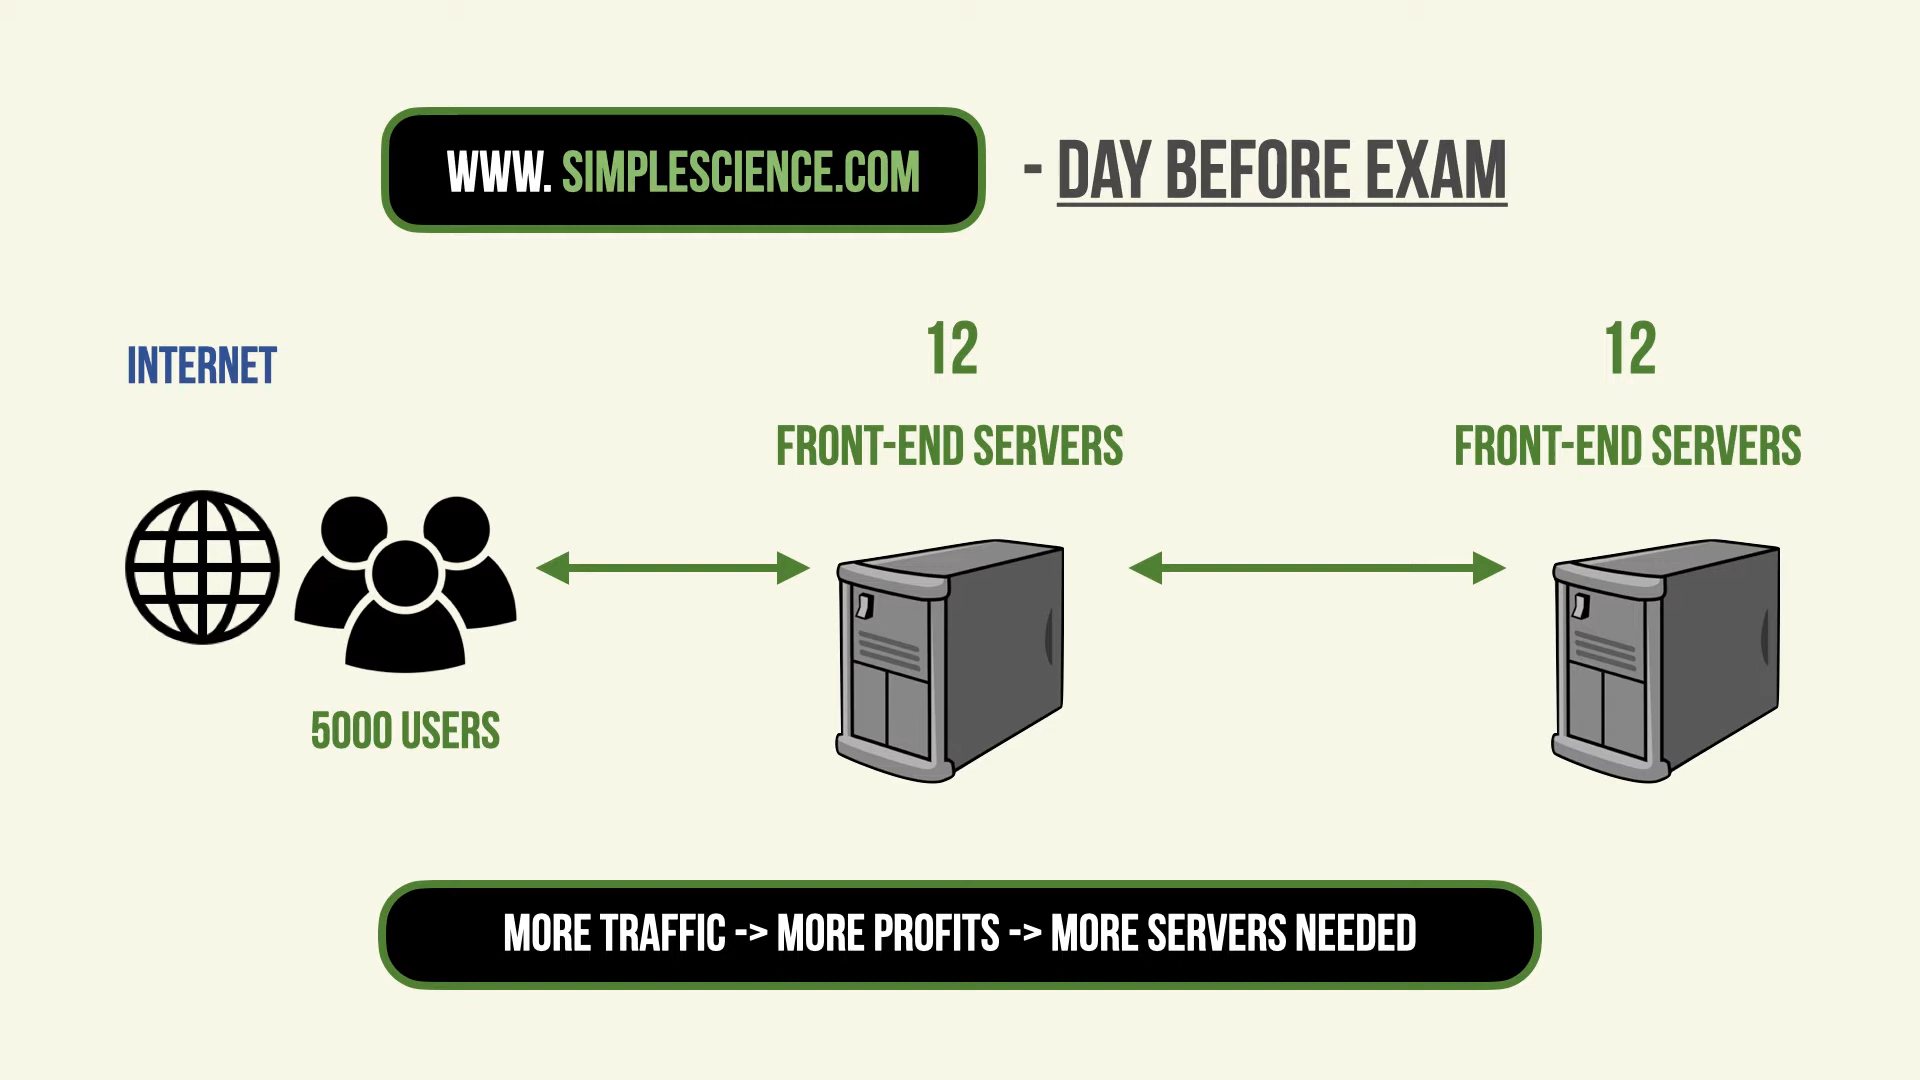 WWW. SIMPLESCIENCE.COM - DAY BEFORE EXAM
INTERNET
12
FRONT-END SERVERS
12
FRONT-END SERVERS
5000 USERS
MORE TRAFFIC -> MORE PROFITS -> MORE SERVERS NEEDED